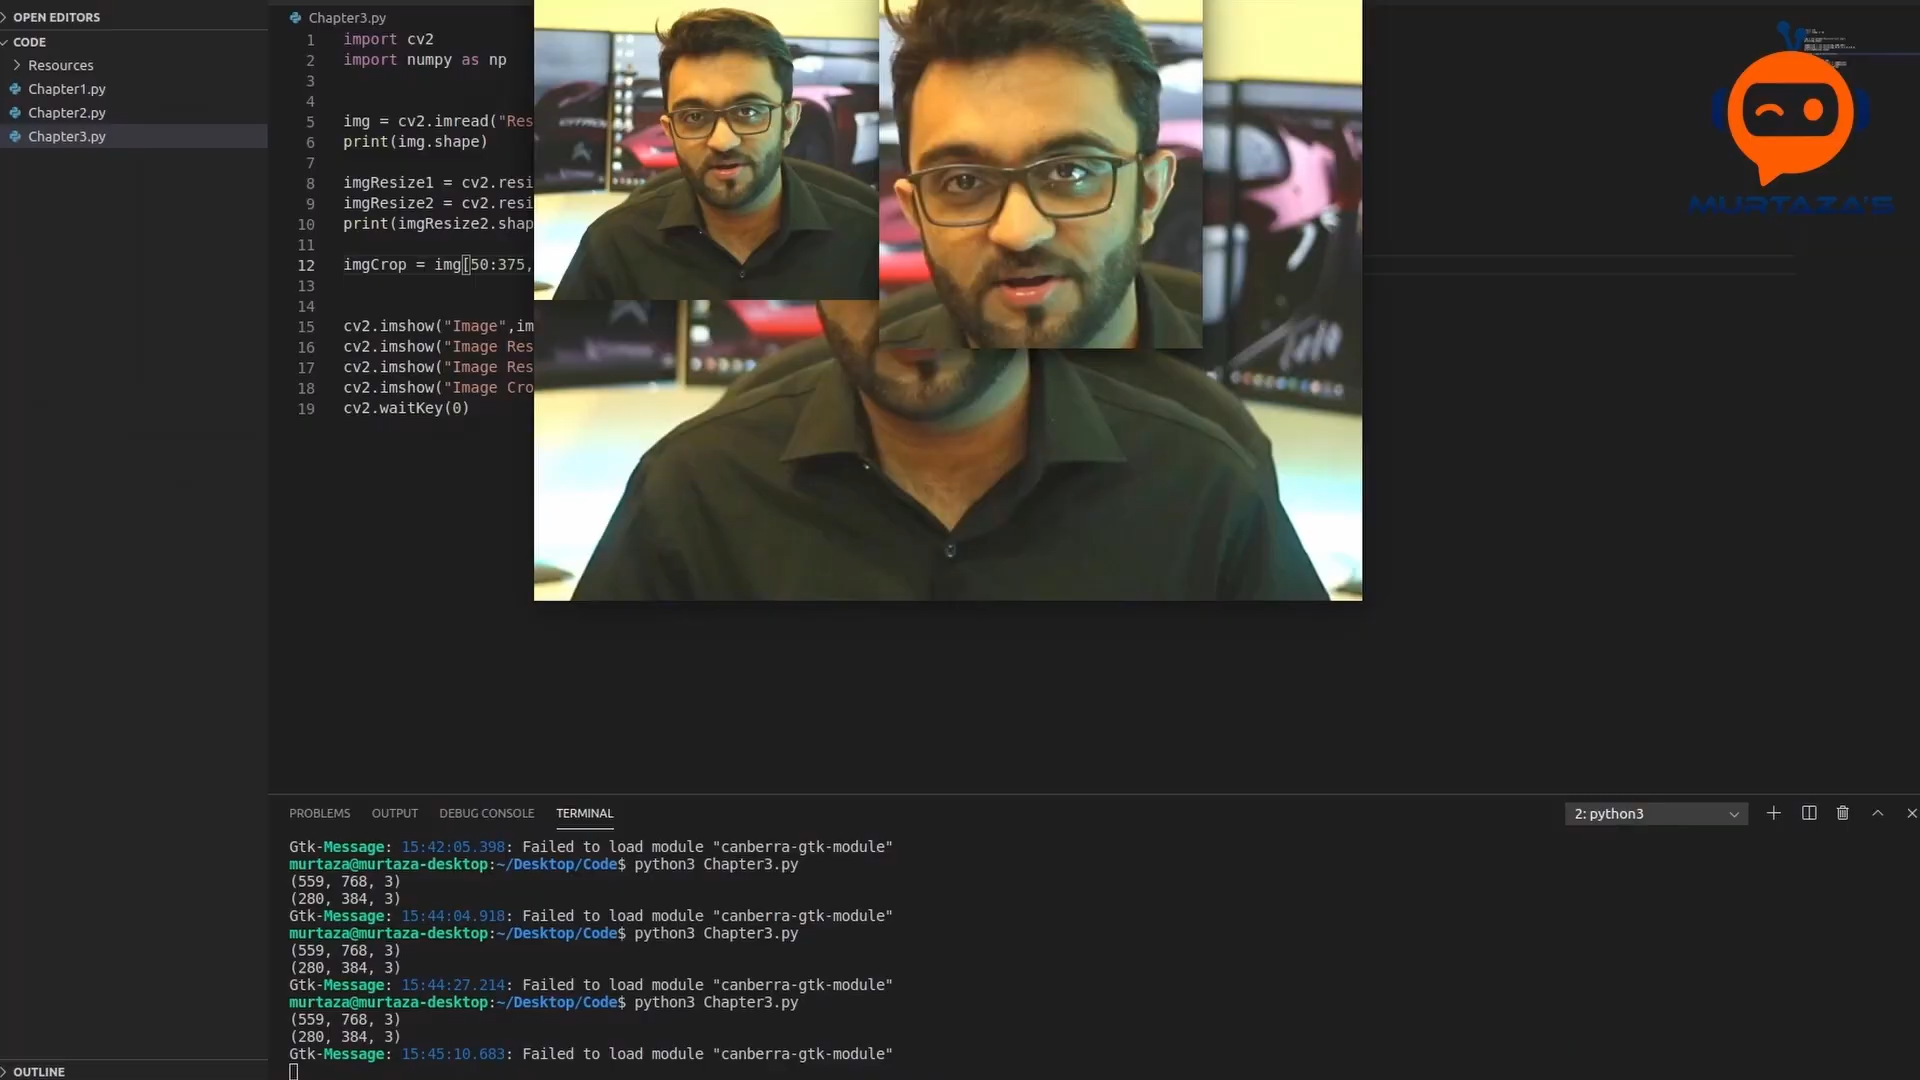 OPEN EDITORS
CODE
Resources
Chapter1.py
Chapter2.py
Chapter3.py
OUTLINE
Chapter3.py
1 import cv2
2 import numpy as np
3
4
5 img = cv2.imread("Res
6 print(img.shape)
7
8 imgResize1 = cv2.resi
9 imgResize2 = cv2.resi
10 print(imgResize2.shap
11
12 imgCrop = img[50:375,
13
14
15 cv2.imshow("Image",im
16 cv2.imshow("Image Res
17 cv2.imshow("Image Res
18 cv2.imshow("Image Cro
19 cv2.waitKey(0)
MURTAZA'S
PROBLEMS OUTPUT DEBUG CONSOLE TERMINAL 2: python3
Gtk-Message: 15:42:05.398: Failed to load module "canberra-gtk-module"
murtaza@murtaza-desktop:~/Desktop/Code$ python3 Chapter3.py
(559, 768, 3)
(280, 384, 3)
Gtk-Message: 15:44:04.918: Failed to load module "canberra-gtk-module"
murtaza@murtaza-desktop:~/Desktop/Code$ python3 Chapter3.py
(559, 768, 3)
(280, 384, 3)
Gtk-Message: 15:44:27.214: Failed to load module "canberra-gtk-module"
murtaza@murtaza-desktop:~/Desktop/Code$ python3 Chapter3.py
(559, 768, 3)
(280, 384, 3)
Gtk-Message: 15:45:10.683: Failed to load module "canberra-gtk-module"